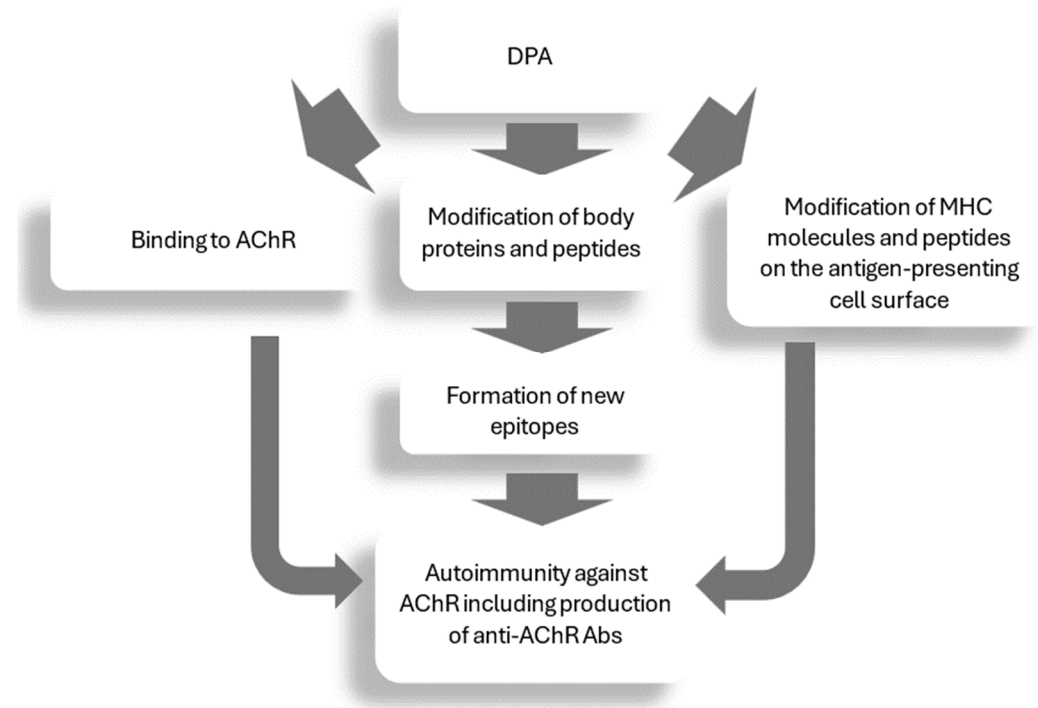 DPA
Binding to AChR
Modification of body
proteins and peptides
Modification of MHC
molecules and peptides
on the antigen-presenting
cell surface
Formation of new
epitopes
Autoimmunity against
AChR including production
of anti-AChR Abs